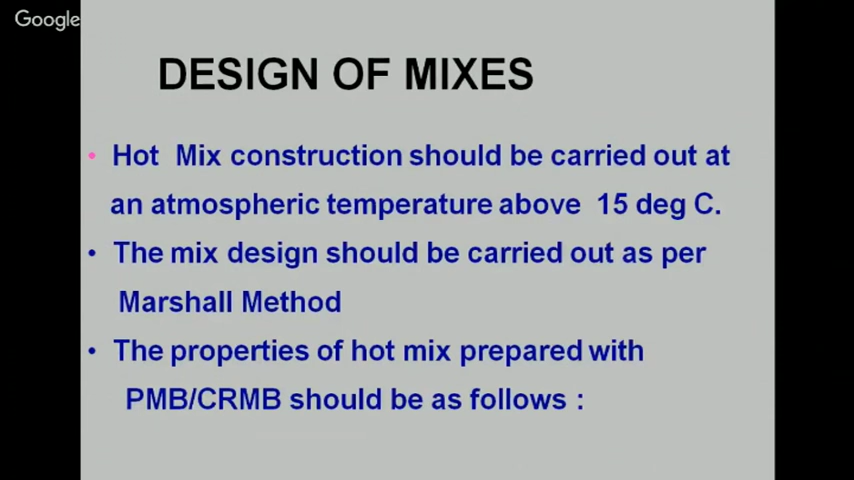 Google
DESIGN OF MIXES
• Hot Mix construction should be carried out at
an atmospheric temperature above 15 deg C.
• The mix design should be carried out as per
Marshall Method
• The properties of hot mix prepared with
PMB/CRMB should be as follows :